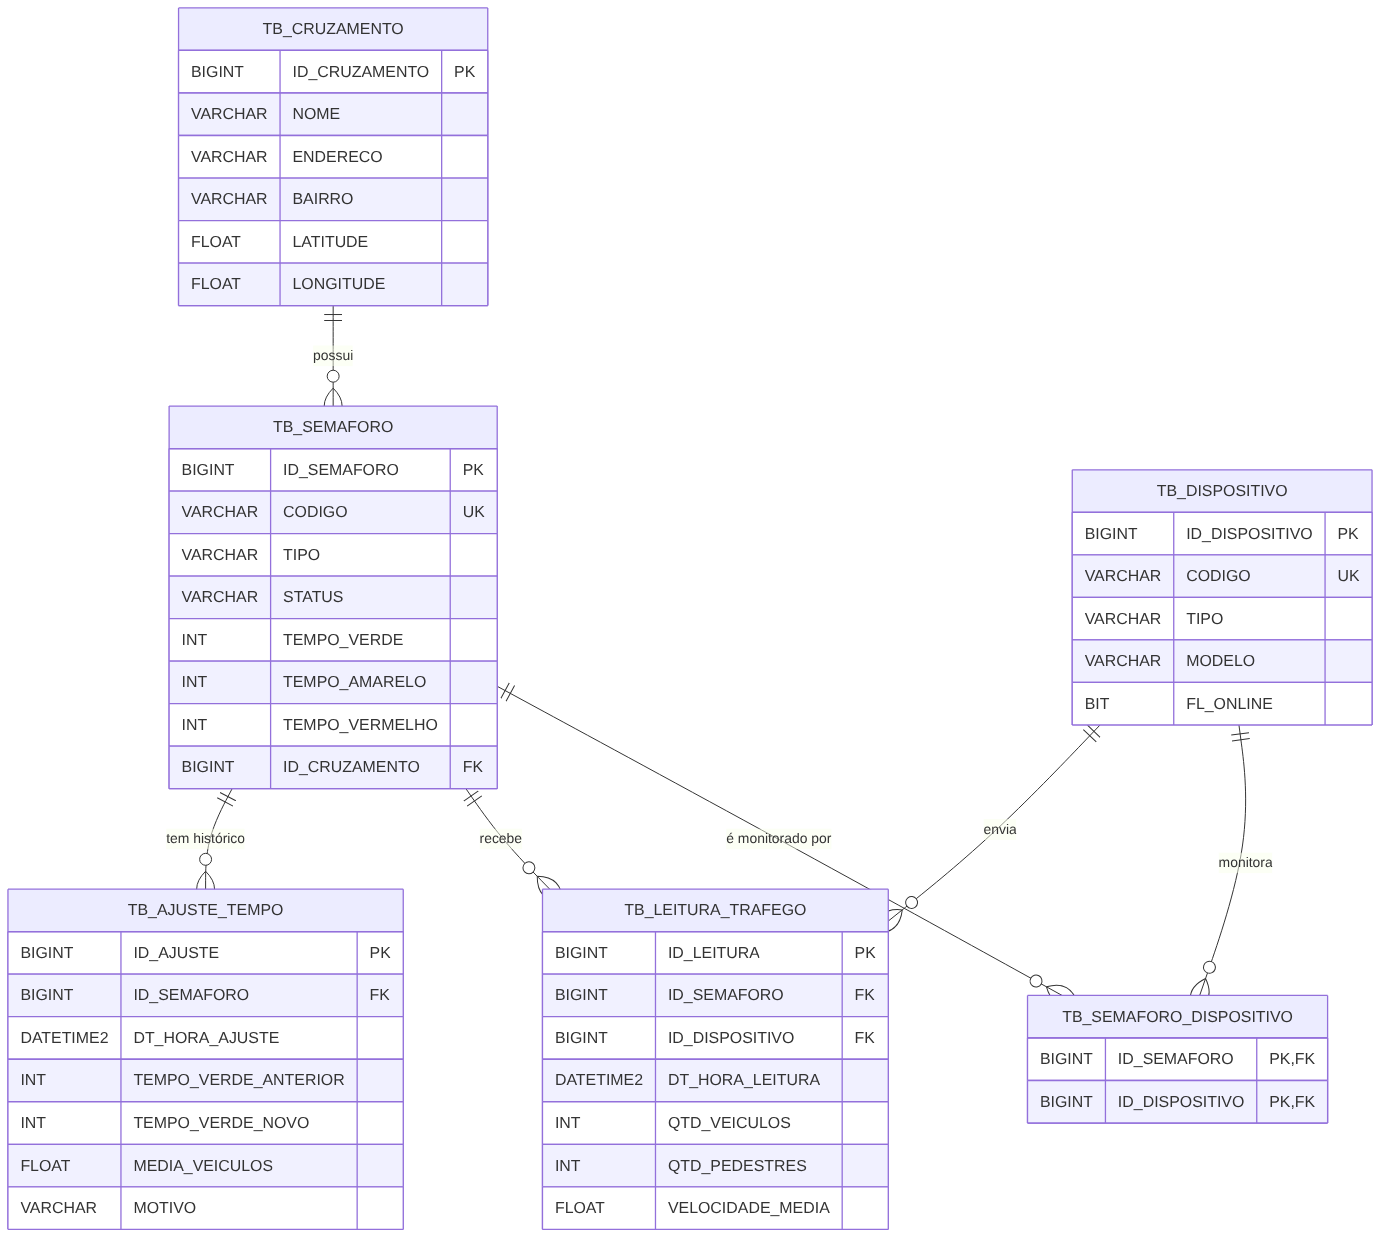 TB_CRUZAMENTO
BIGINT ID_CRUZAMENTO PK
VARCHAR NOME
VARCHAR ENDERECO
VARCHAR BAIRRO
FLOAT LATITUDE
FLOAT LONGITUDE
possui
TB_SEMAFORO
BIGINT ID_SEMAFORO PK
VARCHAR CODIGO UK
VARCHAR TIPO
VARCHAR STATUS
INT TEMPO_VERDE
INT TEMPO_AMARELO
INT TEMPO_VERMELHO
BIGINT ID_CRUZAMENTO FK
TB_DISPOSITIVO
BIGINT ID_DISPOSITIVO PK
VARCHAR CODIGO UK
VARCHAR TIPO
VARCHAR MODELO
BIT FL_ONLINE
tem histórico
recebe
é monitorado por
envia
monitora
TB_AJUSTE_TEMPO
BIGINT ID_AJUSTE PK
BIGINT ID_SEMAFORO FK
DATETIME2 DT_HORA_AJUSTE
INT TEMPO_VERDE_ANTERIOR
INT TEMPO_VERDE_NOVO
FLOAT MEDIA_VEICULOS
VARCHAR MOTIVO
TB_LEITURA_TRAFEGO
BIGINT ID_LEITURA PK
BIGINT ID_SEMAFORO FK
BIGINT ID_DISPOSITIVO FK
DATETIME2 DT_HORA_LEITURA
INT QTD_VEICULOS
INT QTD_PEDESTRES
FLOAT VELOCIDADE_MEDIA
TB_SEMAFORO_DISPOSITIVO
BIGINT ID_SEMAFORO PK,FK
BIGINT ID_DISPOSITIVO PK,FK